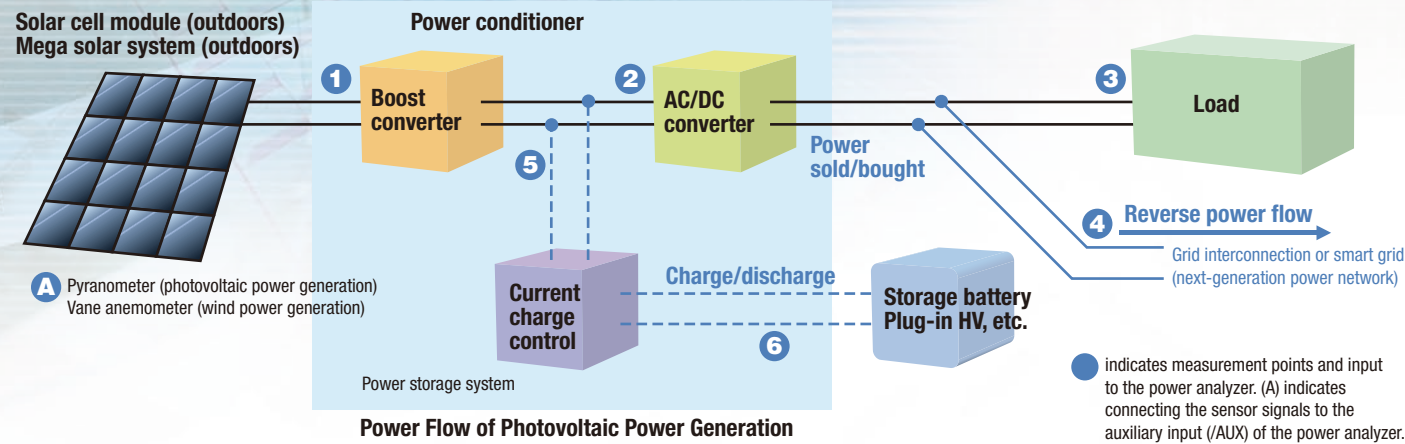 Solar cell module (outdoors)
Mega solar system (outdoors)
Power conditioner
1
Boost
converter
2
AC/DC
converter
3
Load
5
Power
sold/bought
4
Reverse power flow
Grid interconnection or smart grid
(next-generation power network)
A
Pyranometer (photovoltaic power generation)
Vane anemometer (wind power generation)
Current
charge
control
Charge/discharge
6
Storage battery
Plug-in HV, etc.
Power storage system
indicates measurement points and input
to the power analyzer. (A) indicates
connecting the sensor signals to the
auxiliary input (/AUX) of the power analyzer.
Power Flow of Photovoltaic Power Generation